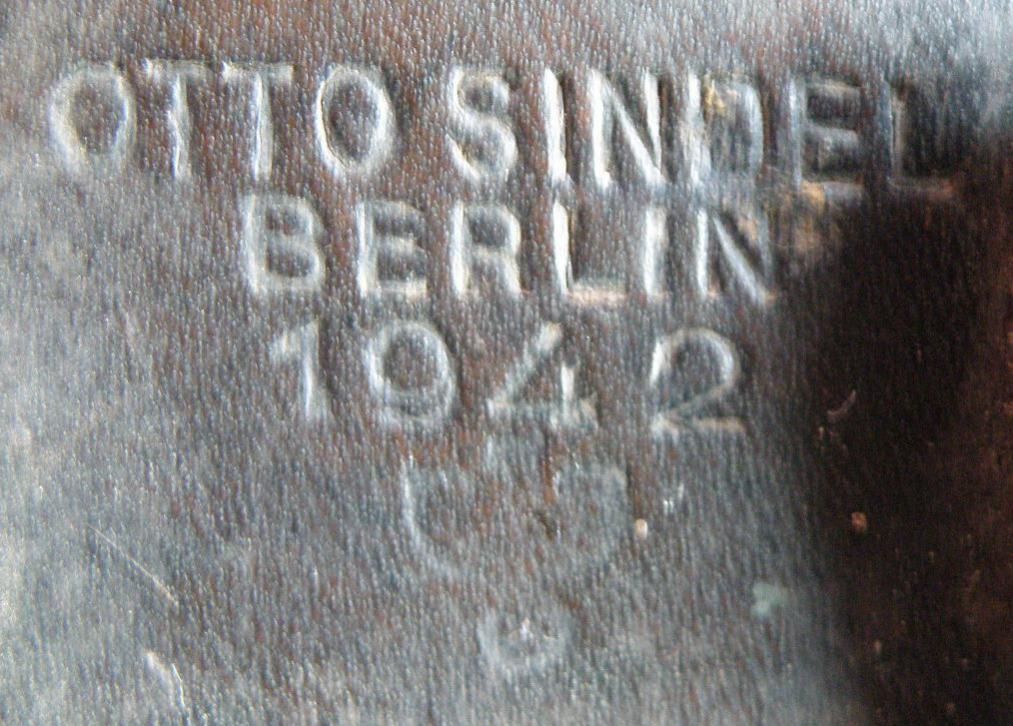 OTTO SINDEL
BERLIN
1942